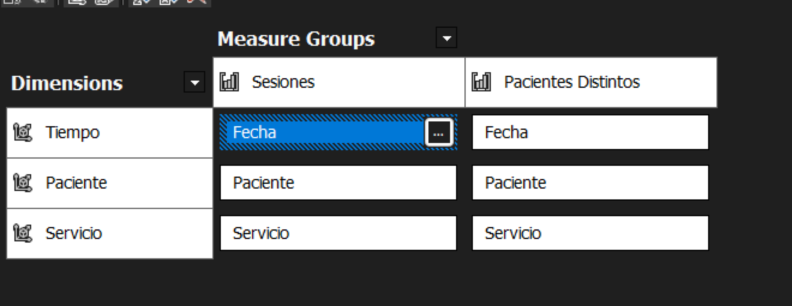 Measure Groups
Dimensions
Sesiones
Pacientes Distintos
Tiempo
Fecha
...
Fecha
Paciente
Paciente
Paciente
Servicio
Servicio
Servicio